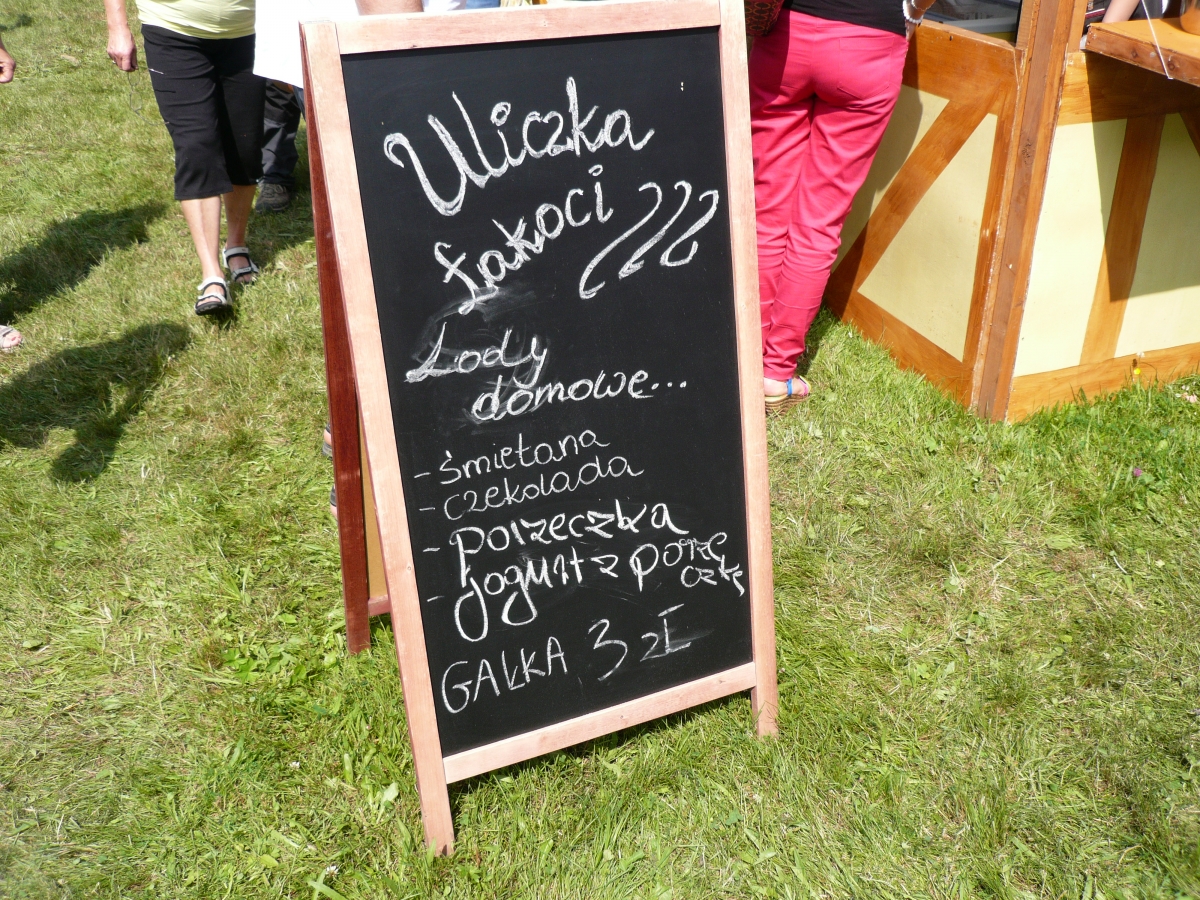 Uliczka
Łakoci
Lody
domowe...
- śmietana
- czekolada
- porzeczka
- jogurt z porze
czką
GAŁKA 3 zł